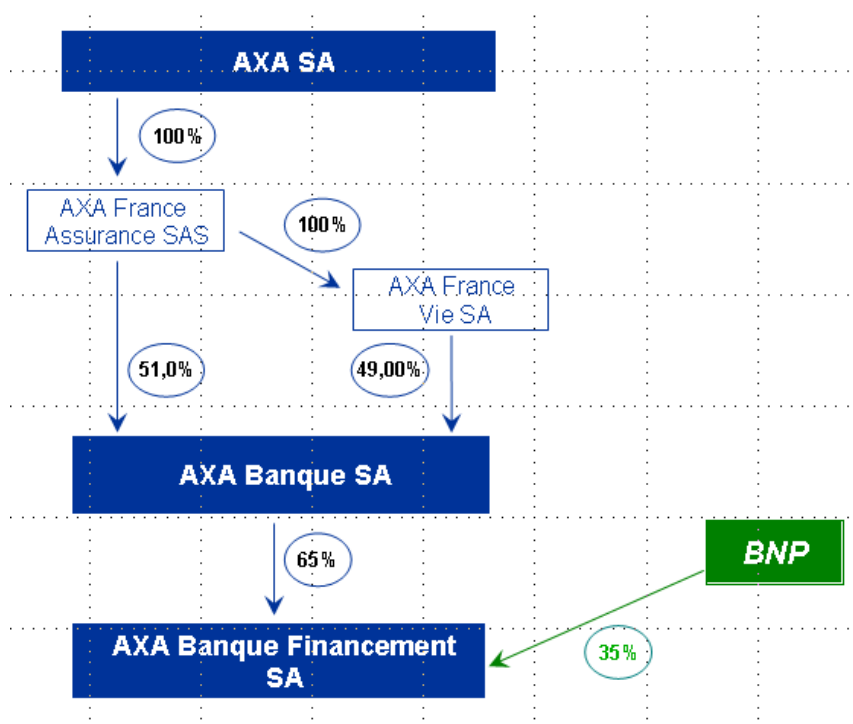 AXA SA
100%
AXA France
Assurance SAS
100%
AXA France
Vie SA
51,0%
49,00%
AXA Banque SA
65%
BNP
AXA Banque Financement
SA
35%